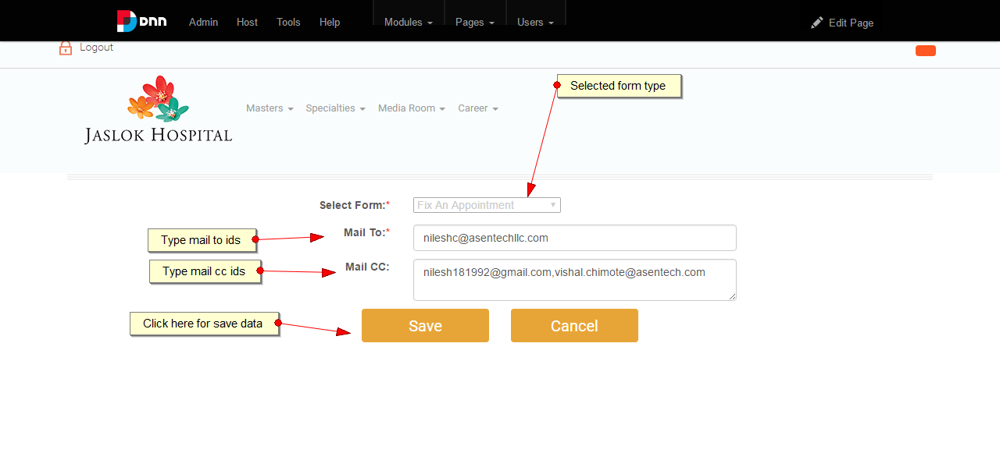 DNN Admin Host Tools Help Modules Pages Users Edit Page
Logout
Selected form type
JASLOK HOSPITAL
Masters Specialties Media Room Career
Select Form:* Fix An Appointment
Type mail to ids Mail To:* nileshc@asentechllc.com
Type mail cc ids Mail CC: nilesh181992@gmail.com,vishal.chimote@asentech.com
Click here for save data Save Cancel